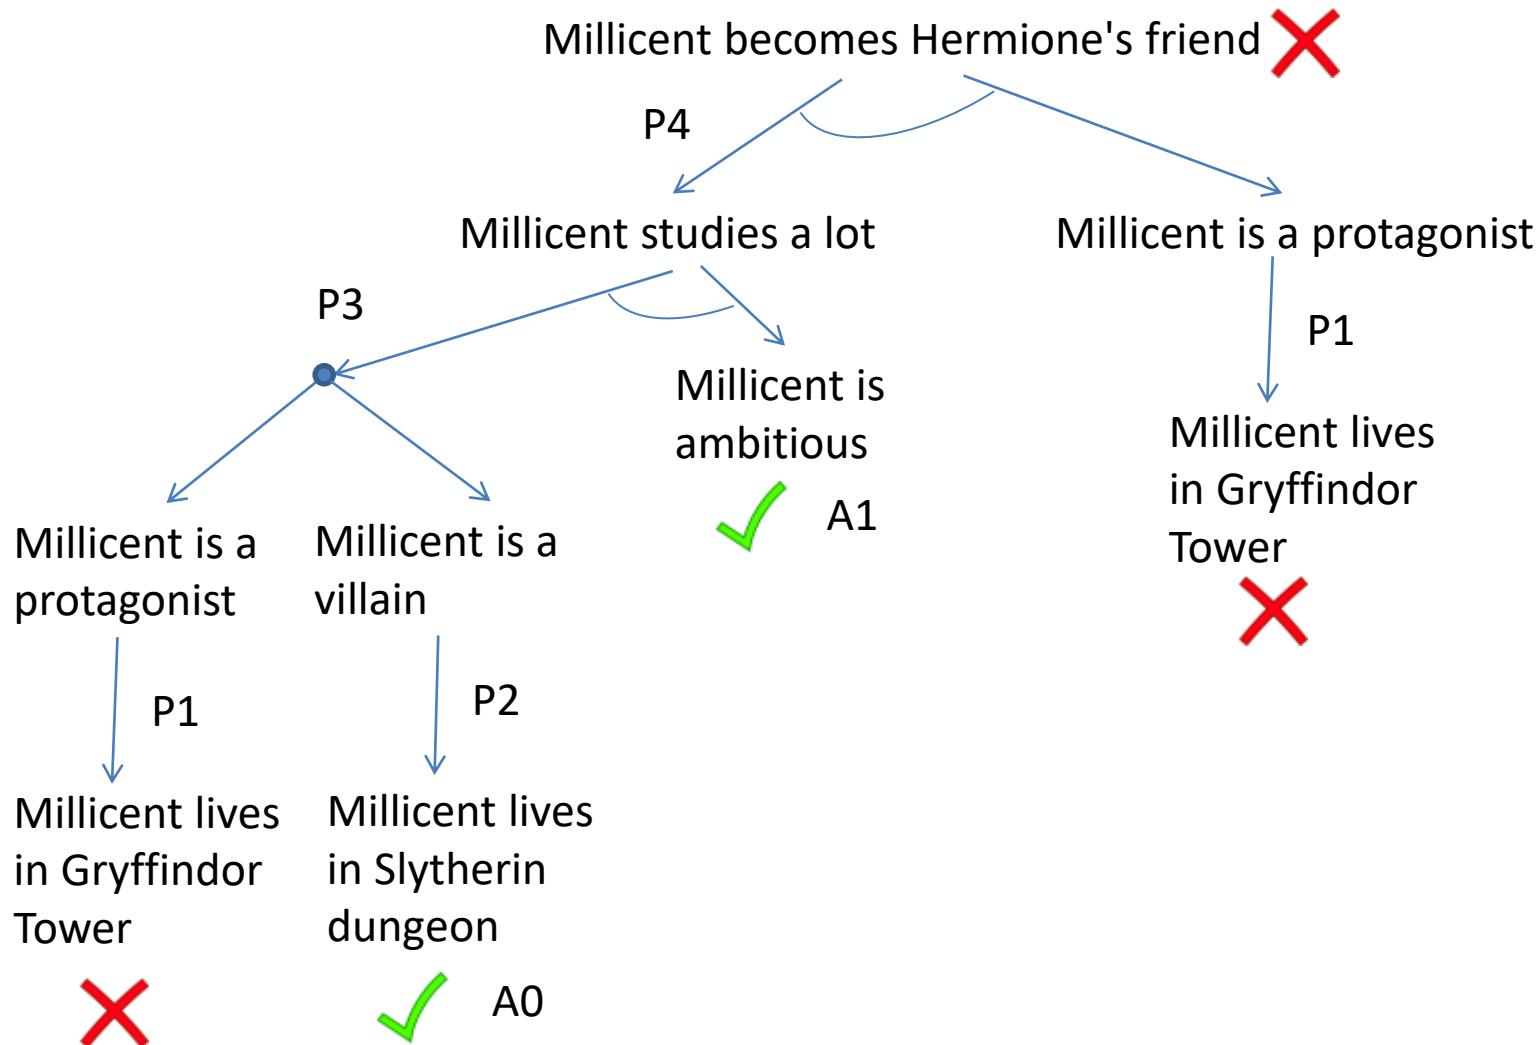 Millicent becomes Hermione's friend
P4
Millicent studies a lot
Millicent is a protagonist
P3
P1
Millicent is
ambitious
A1
Millicent lives
in Gryffindor
Tower
Millicent is a
protagonist
Millicent is a
villain
P1
P2
Millicent lives
in Gryffindor
Tower
Millicent lives
in Slytherin
dungeon
A0